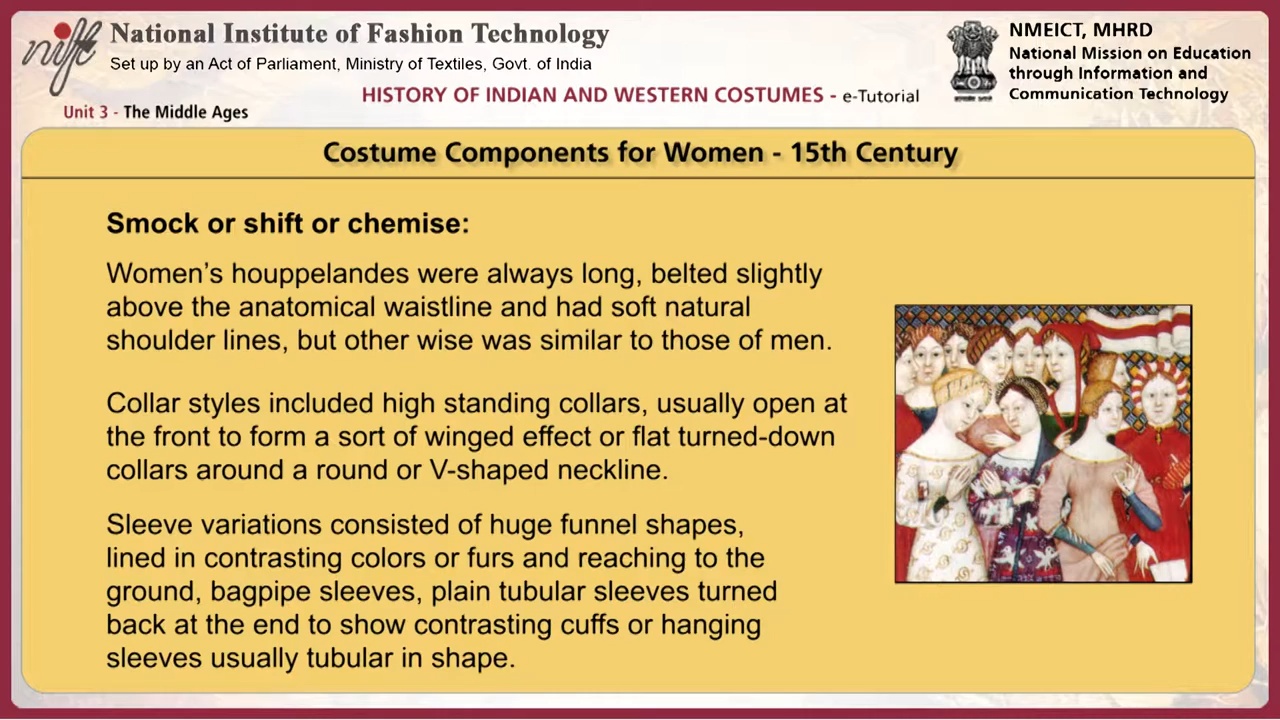 nift
National Institute of Fashion Technology
Set up by an Act of Parliament, Ministry of Textiles, Govt. of India
NMEICT, MHRD
National Mission on Education
through Information and
Communication Technology
HISTORY OF INDIAN AND WESTERN COSTUMES - e-Tutorial
Unit 3 - The Middle Ages
Costume Components for Women - 15th Century
Smock or shift or chemise:
Women’s houppelandes were always long, belted slightly
above the anatomical waistline and had soft natural
shoulder lines, but other wise was similar to those of men.
Collar styles included high standing collars, usually open at
the front to form a sort of winged effect or flat turned-down
collars around a round or V-shaped neckline.
Sleeve variations consisted of huge funnel shapes,
lined in contrasting colors or furs and reaching to the
ground, bagpipe sleeves, plain tubular sleeves turned
back at the end to show contrasting cuffs or hanging
sleeves usually tubular in shape.